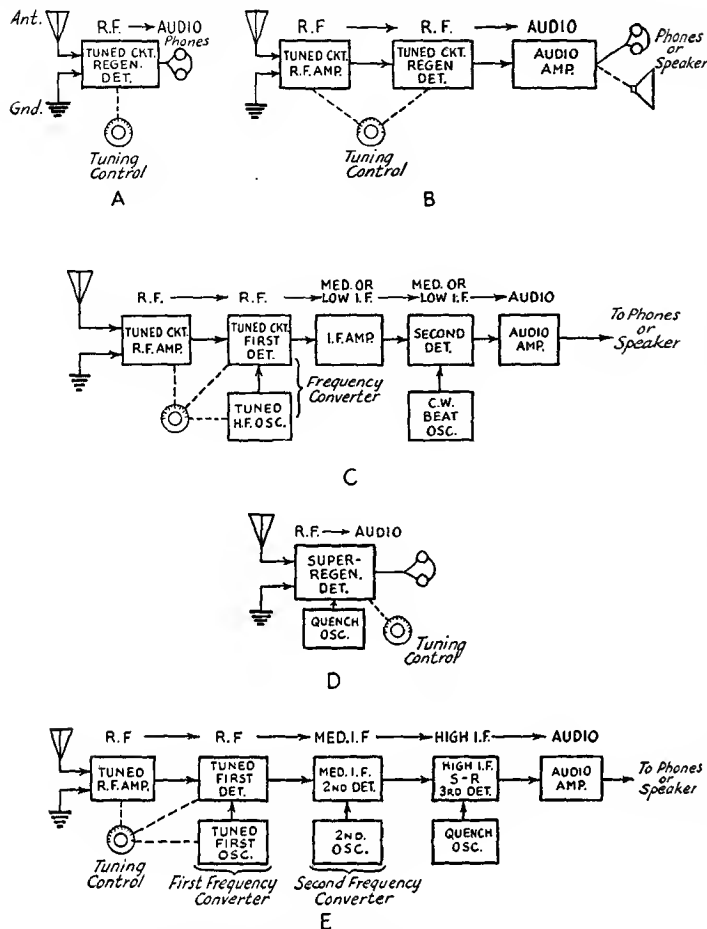 Ant.
R.F. → AUDIO
Phones
TUNED CKT.
REGEN.
DET.
Gnd.
Tuning
Control
A
R.F → R.F. → AUDIO
TUNED CKT.
R.F. AMP.
TUNED CKT.
REGEN
DET.
AUDIO
AMP.
Phones
or
Speaker
Tuning
Control
B
R.F. → R.F. → MED. OR LOW I.F. → MED. OR LOW I.F. → AUDIO
TUNED CKT.
R.F. AMP.
TUNED CKT.
FIRST
DET.
I.F. AMP.
SECOND
DET.
AUDIO
AMP.
To Phones
or
Speaker
TUNED
H.F. OSC.
Frequency
Converter
C.W.
BEAT
OSC.
C
R.F. → AUDIO
SUPER-
REGEN.
DET.
QUENCH
OSC.
Tuning
Control
D
R.F → R.F → MED. I.F → HIGH I.F. → AUDIO
TUNED
R.F. AMP.
TUNED
FIRST
DET.
MED. I.F.
2ND DET.
HIGH I.F.
S-R
3RD DET.
AUDIO
AMP.
To Phones
or
Speaker
Tuning
Control
TUNED
FIRST
OSC.
2ND.
OSC.
QUENCH
OSC.
First Frequency
Converter
Second Frequency
Converter
E